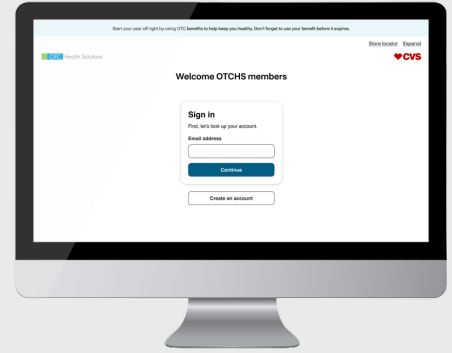 Start your year off right by using OTC benefits to help keep you healthy. Don't forget to use your benefit before it expires.
Store locator Espanol
OTC Health Solutions
CVS
Welcome OTCHS members
Sign in
First, let's look up your account.
Email address
Continue
Create an account